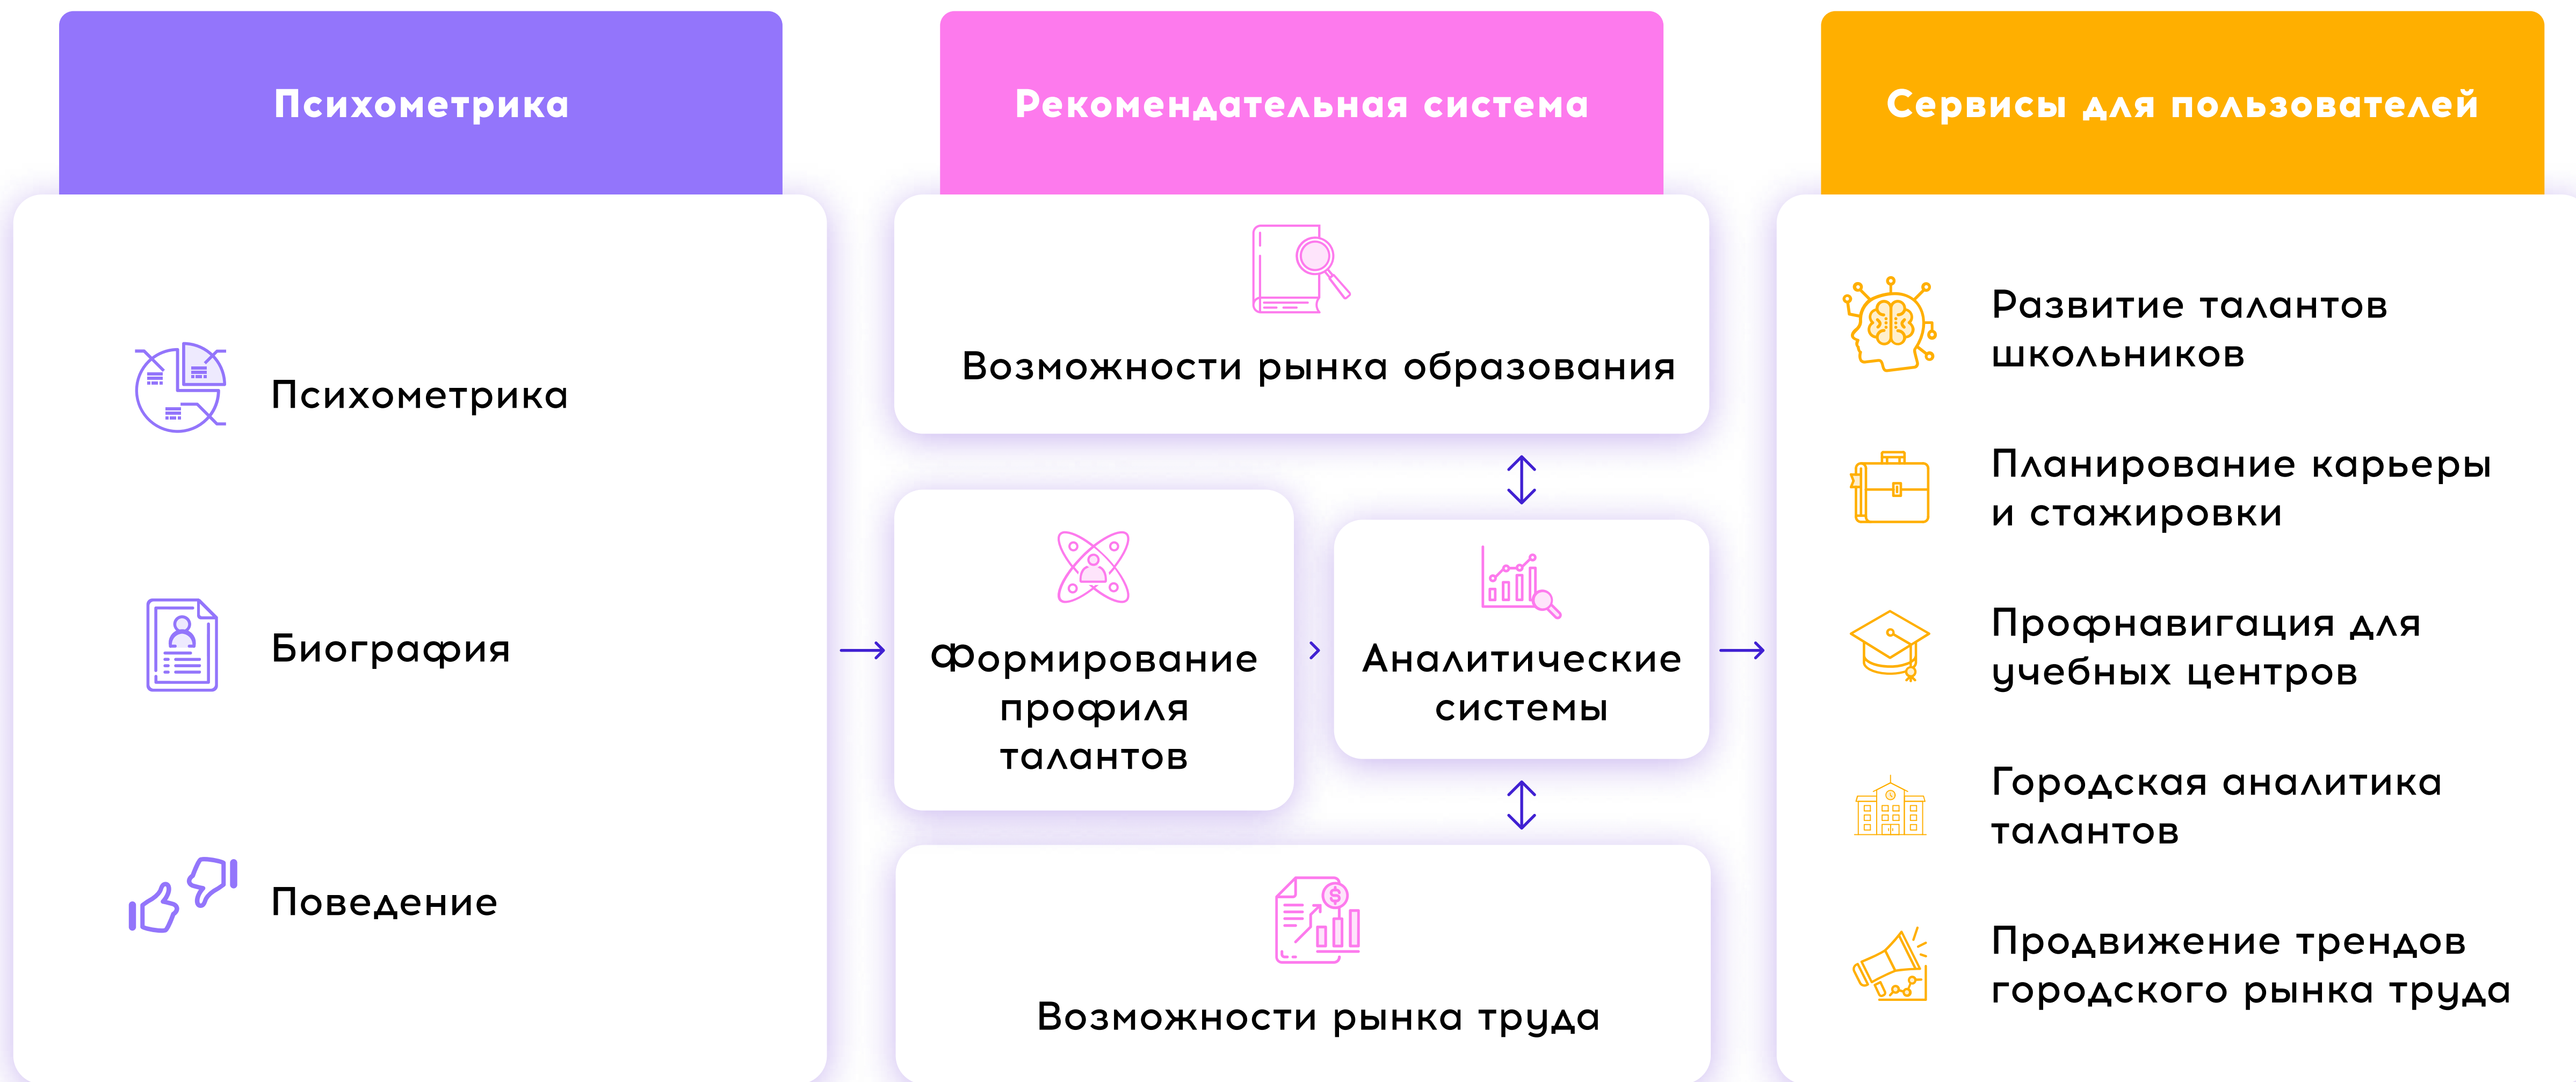 Психометрика
Психометрика
Биография
Поведение
Рекомендательная система
Возможности рынка образования
Формирование
профиля
талантов
Аналитические
системы
Возможности рынка труда
Сервисы для пользователей
Развитие талантов
школьников
Планирование карьеры
и стажировки
Профнавигация для
учебных центров
Городская аналитика
талантов
Продвижение трендов
городского рынка труда